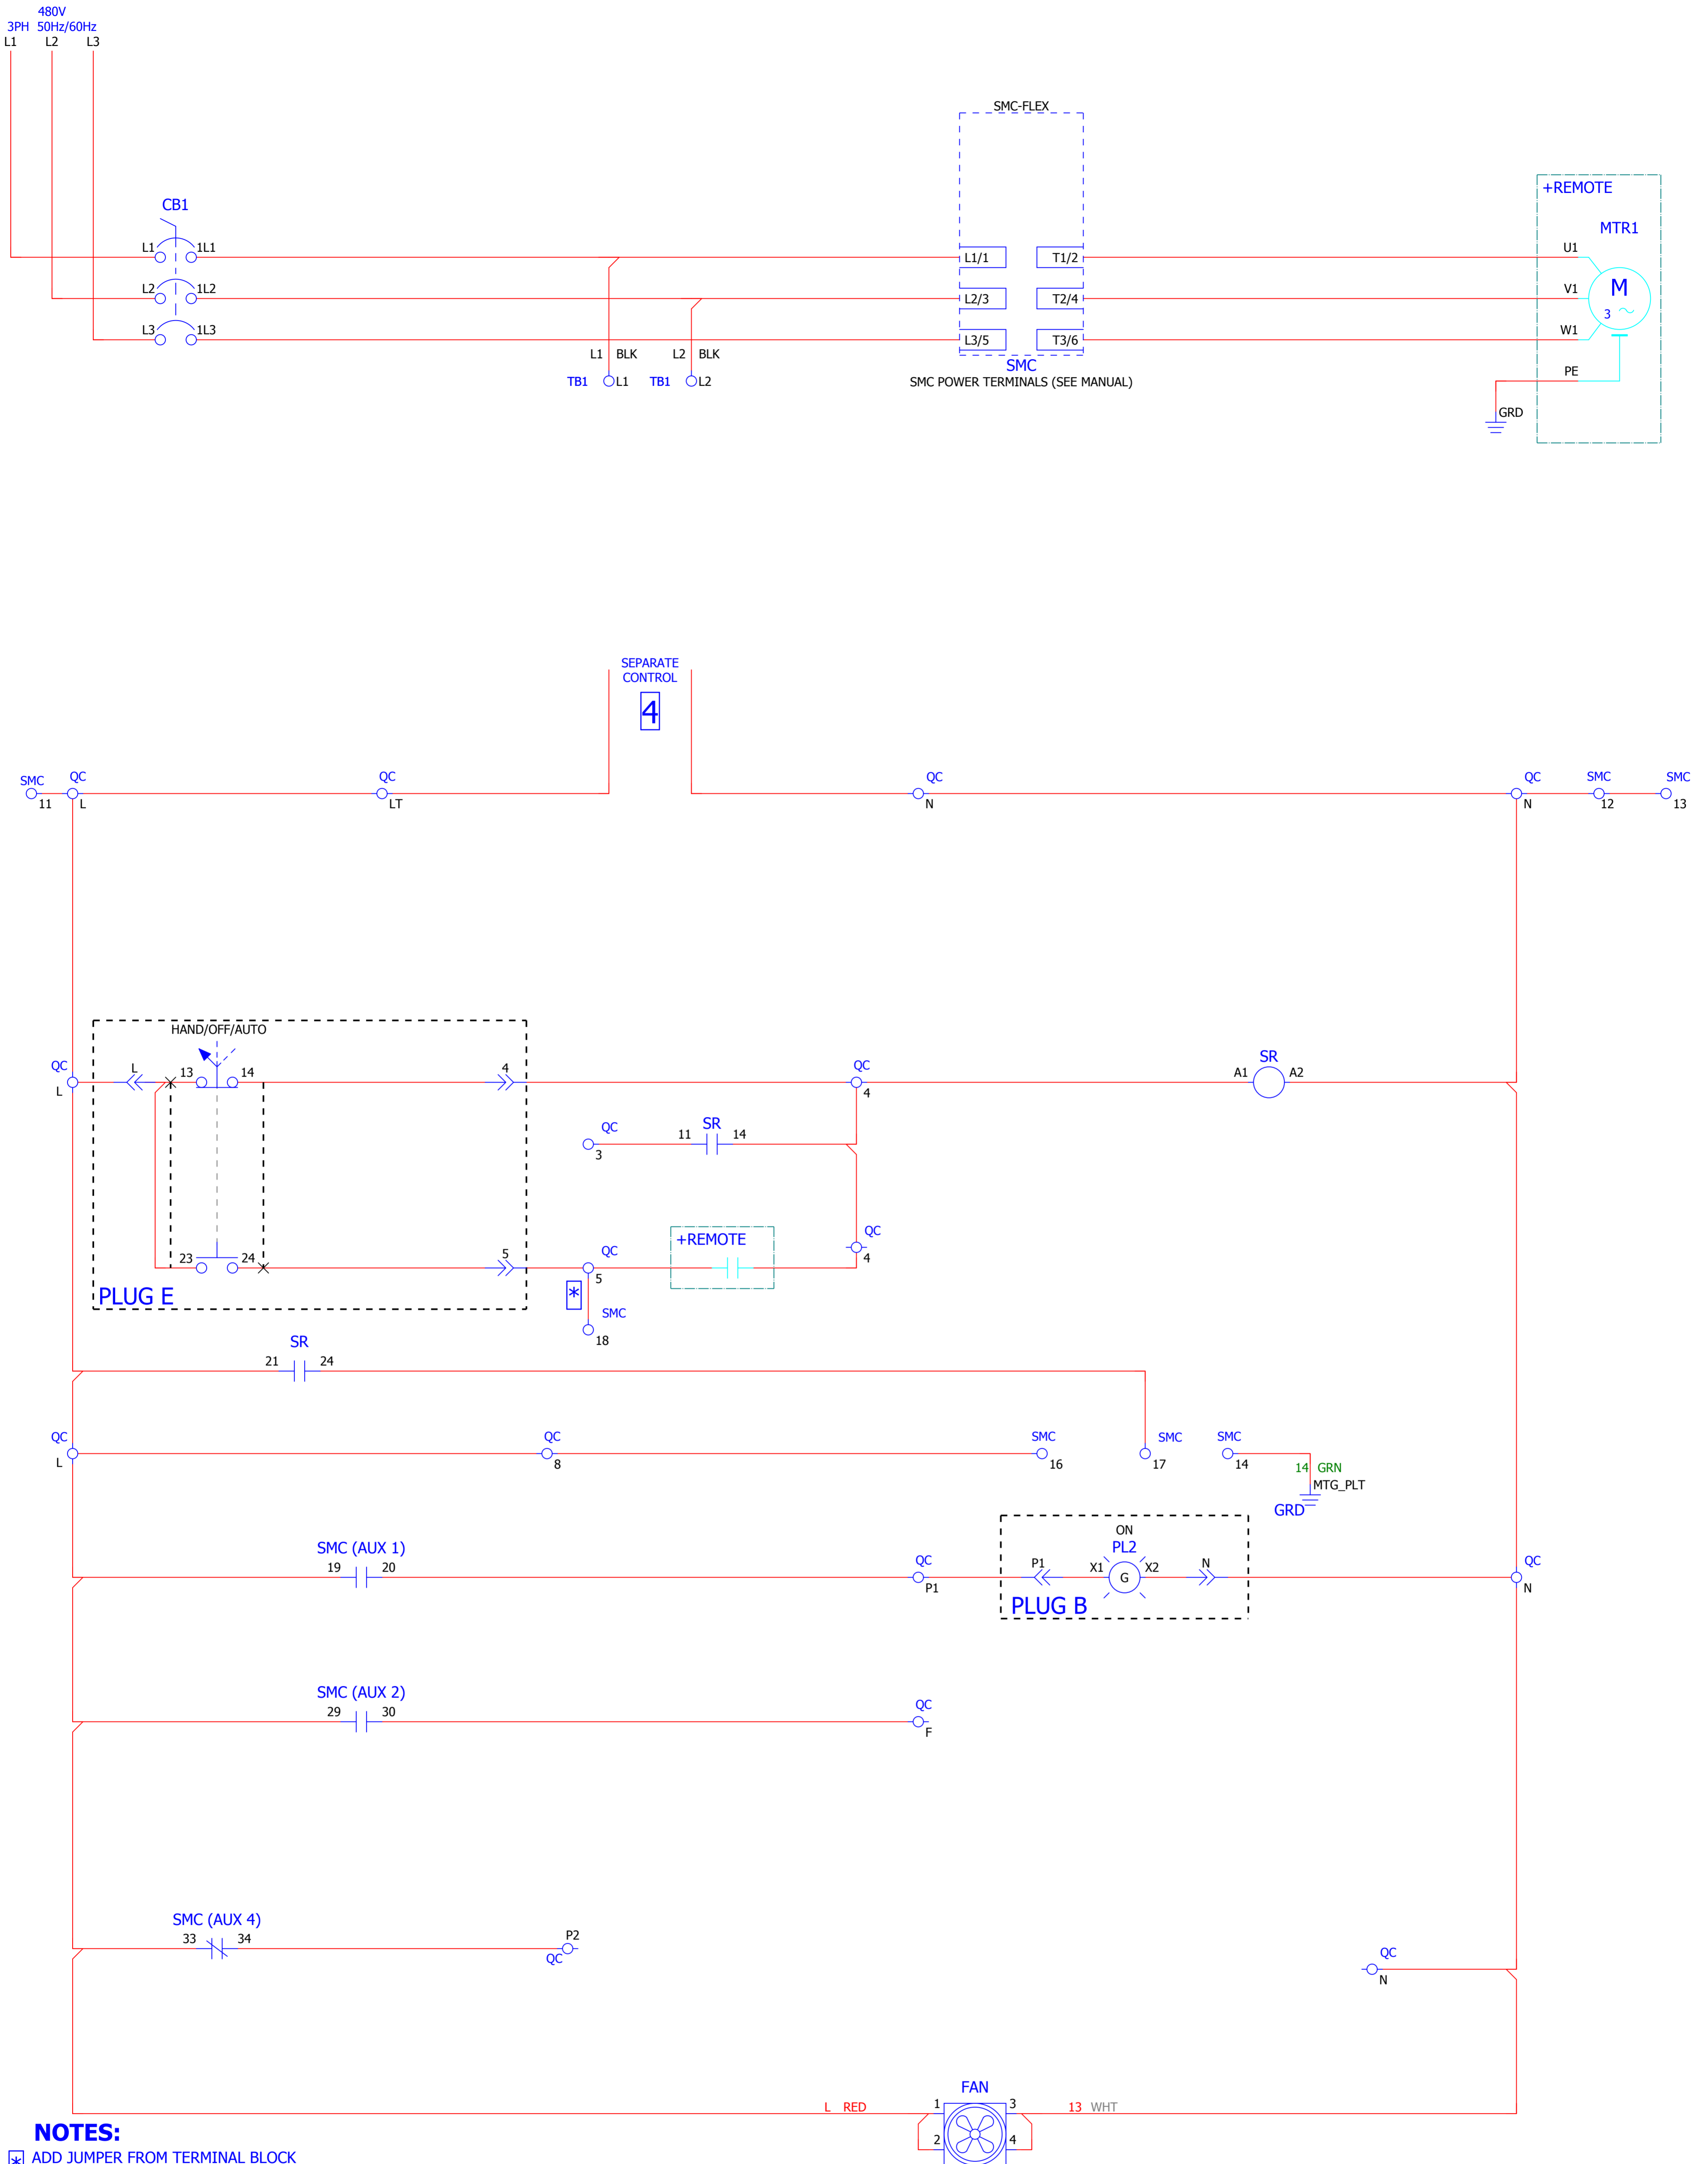 480V
3PH 50Hz/60Hz
L1 L2 L3
SMC-FLEX
+REMOTE
CB1
MTR1
L1 1L1 L1/1 T1/2 U1
L2 1L2 L2/3 T2/4 V1
M
3
L3 1L3 L3/5 T3/6 W1
L1 BLK L2 BLK
SMC
PE
TB1 L1 TB1 L2
SMC POWER TERMINALS (SEE MANUAL)
GRD
SEPARATE
CONTROL
4
SMC QC QC QC QC SMC SMC
11 L LT N N 12 13
HAND/OFF/AUTO
QC L 13 14 4 SR
A1 A2
L 4
QC SR
11 14
3
QC
+REMOTE
4
23 24 5 QC
5
PLUG E
*
SMC
18
SR
21 24
QC QC SMC SMC SMC
L 8 16 17 14
14 GRN
MTG_PLT
GRD
ON
SMC (AUX 1) PL2
19 20 QC P1 X1 G X2 N QC
P1 N
PLUG B
SMC (AUX 2)
29 30 QC
F
SMC (AUX 4)
33 34 P2
QC
QC
N
FAN
L RED 1 3 13 WHT
2 4
NOTES:
* ADD JUMPER FROM TERMINAL BLOCK